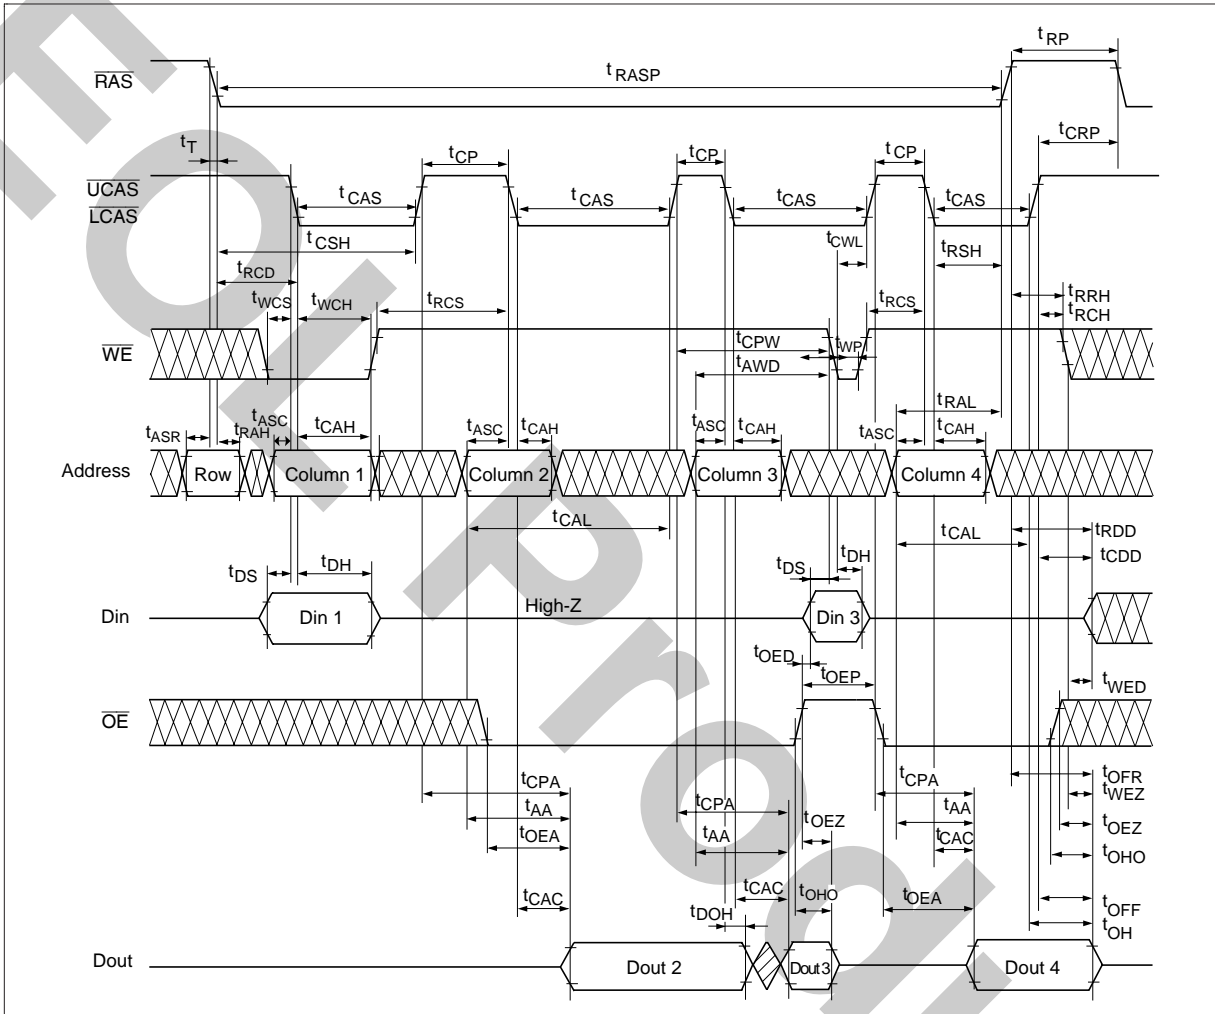 tRP
RAS
tRASP
tT
tCRP
tCP
tCP
tCP
UCAS
LCAS
tCAS
tCAS
tCAS
tCAS
tCSH
tCWL
tRSH
tRCD
tWCS
tWCH
tRCS
tRCS
tRRH
tRCH
WE
tCPW
tWP
tAWD
tRAL
tASR
tRAH
tASC
tCAH
tASC
tCAH
tASC
tCAH
tASC
tCAH
Address
Row
Column 1
Column 2
Column 3
Column 4
tCAL
tCAL
tRDD
tCDD
tDS
tDH
tDS
tDH
Din
Din 1
High-Z
Din 3
tOED
tOEP
tWED
OE
tCPA
tCPA
tCPA
tOFR
tWEZ
tAA
tAA
tOEZ
tAA
tOEZ
tOEA
tCAC
tOHO
tCAC
tCAC
tOHO
tOEA
tDOH
tOFF
tOH
Dout
Dout 2
Dout3
Dout 4
EOL Prod